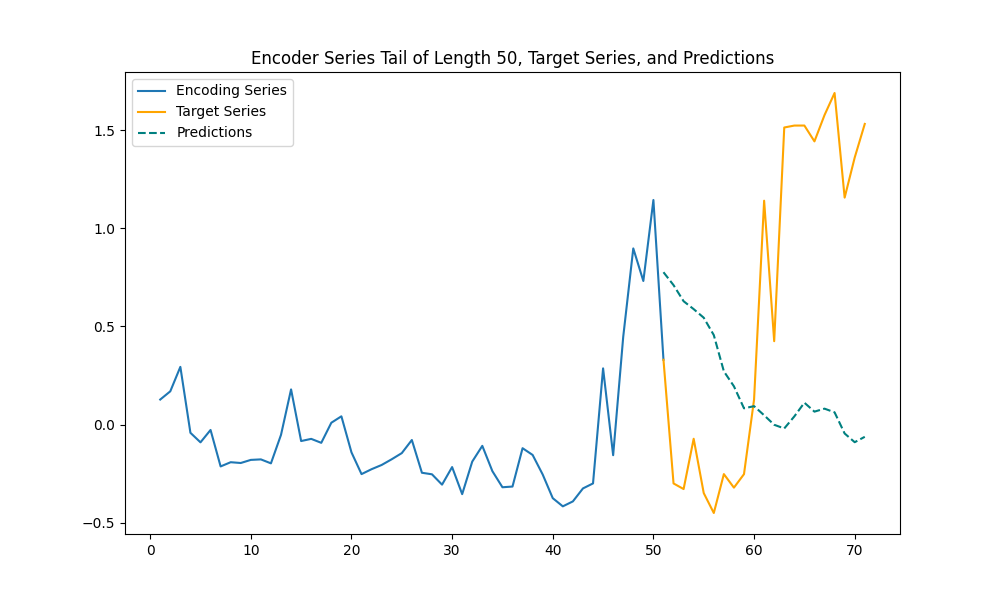 Encoder Series Tail of Length 50, Target Series, and Predictions
Encoding Series
Target Series
Predictions
1.5
1.0
0.5
0.0
−0.5
0 10 20 30 40 50 60 70